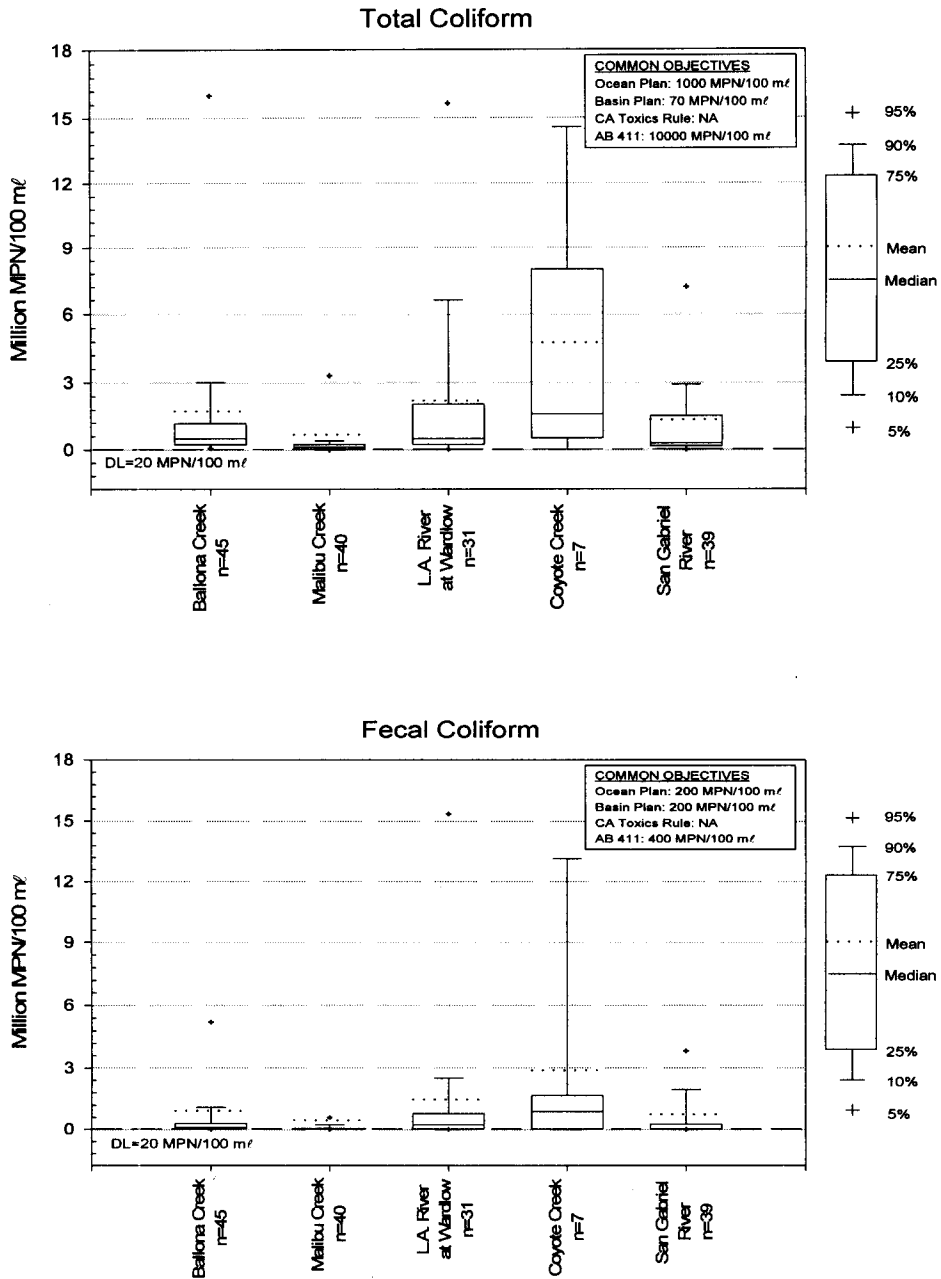 Total Coliform
Million MPN/100 mℓ
18
15
12
9
6
3
0
COMMON OBJECTIVES
Ocean Plan: 1000 MPN/100 mℓ
Basin Plan: 70 MPN/100 mℓ
CA Toxics Rule: NA
AB 411: 10000 MPN/100 mℓ
DL=20 MPN/100 mℓ
95%
90%
75%
Mean
Median
25%
10%
5%
Ballona Creek
n=45
Malibu Creek
n=40
L.A. River
at Wardlow
n=31
Coyote Creek
n=7
San Gabriel
River
n=39
Fecal Coliform
Million MPN/100 mℓ
18
15
12
9
6
3
0
COMMON OBJECTIVES
Ocean Plan: 200 MPN/100 mℓ
Basin Plan: 200 MPN/100 mℓ
CA Toxics Rule: NA
AB 411: 400 MPN/100 mℓ
DL=20 MPN/100 mℓ
95%
90%
75%
Mean
Median
25%
10%
5%
Ballona Creek
n=45
Malibu Creek
n=40
L.A. River
at Wardlow
n=31
Coyote Creek
n=7
San Gabriel
River
n=39